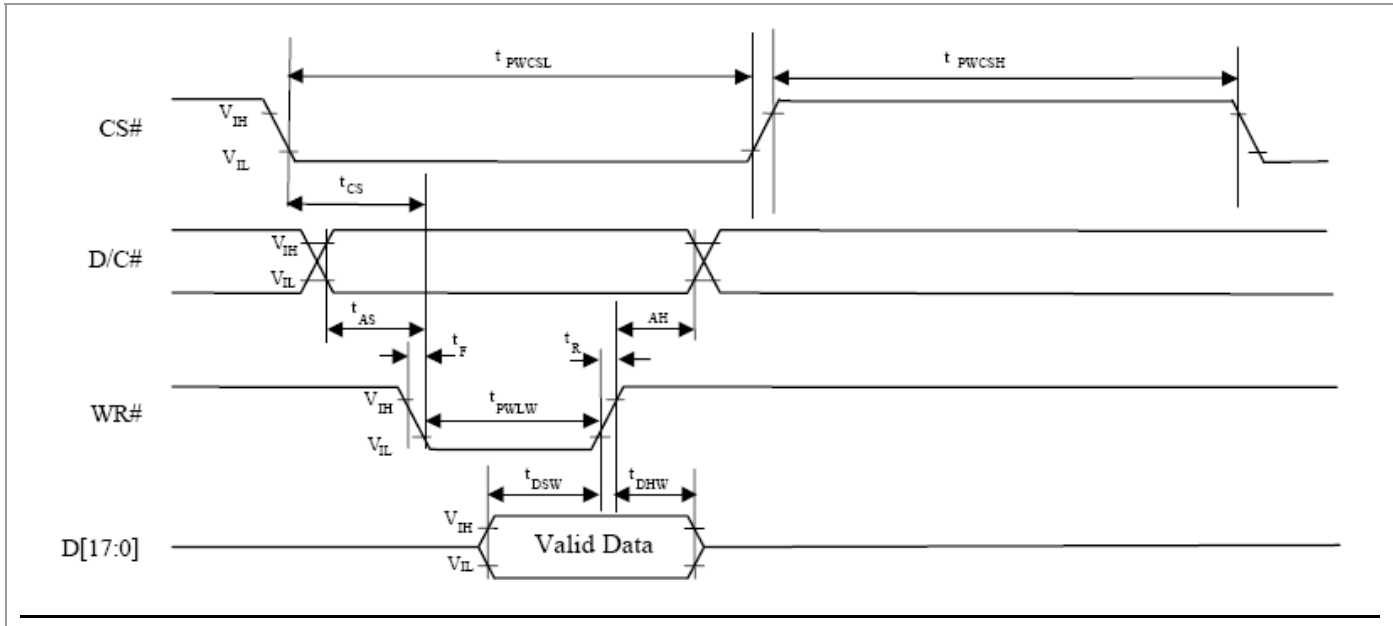 t PWCSL
t PWCSH
CS#
VIH
VIL
tCS
D/C#
VIH
VIL
tAS
tF
tR
AH
WR#
VIH
VIL
tPWLW
tDSW
tDHW
D[17:0]
VIH
VIL
Valid Data